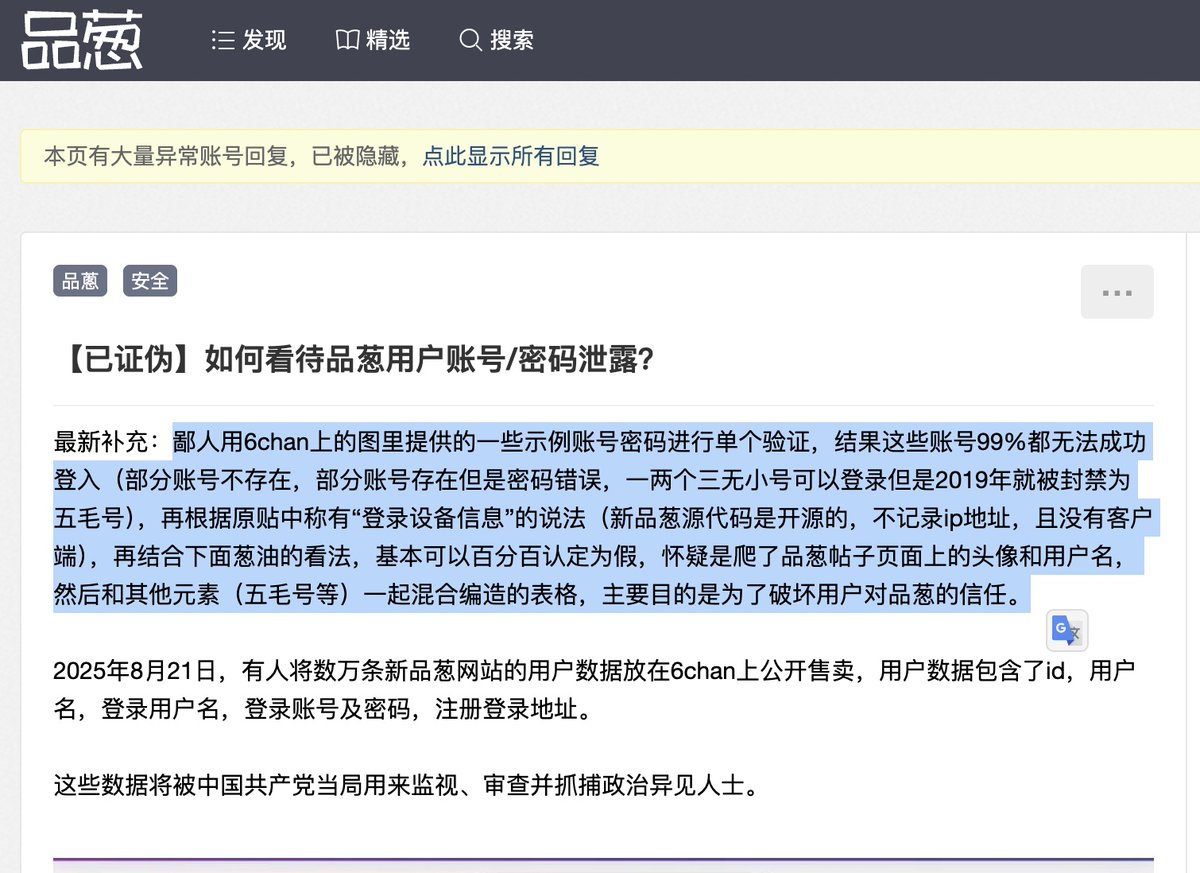 品葱
发现
精选
搜索
本页有大量异常账号回复，已被隐藏，点此显示所有回复
品蔥
安全
【已证伪】如何看待品葱用户账号/密码泄露?
最新补充：鄙人用6chan上的图里提供的一些示例账号密码进行单个验证，结果这些账号99%都无法成功
登入（部分账号不存在，部分账号存在但是密码错误，一两个三无小号可以登录但是2019年就被封禁为
五毛号），再根据原贴中称有“登录设备信息”的说法（新品葱源代码是开源的，不记录ip地址，且没有客户
端），再结合下面葱油的看法，基本可以百分百认定为假，怀疑是爬了品葱帖子页面上的头像和用户名，
然后和其他元素（五毛号等）一起混合编造的表格，主要目的是为了破坏用户对品葱的信任。
G文
2025年8月21日，有人将数万条新品葱网站的用户数据放在6chan上公开售卖，用户数据包含了id，用户
名，登录用户名，登录账号及密码，注册登录地址。
这些数据将被中国共产党当局用来监视、审查并抓捕政治异见人士。